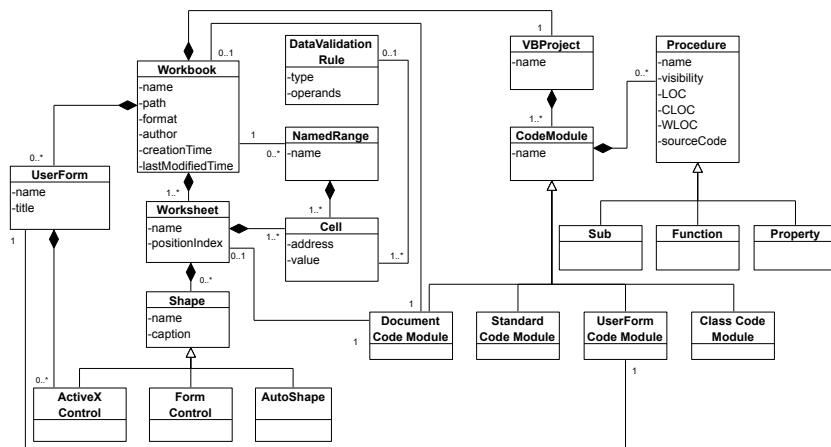 1
0..1
DataValidation
Rule
-type
-operands
0..1
VBProject
-name
Procedure
-name
-visibility
-LOC
-CLOC
-WLOC
-sourceCode
0..*
Workbook
-name
-path
-format
-author
-creationTime
-lastModifiedTime
1
0..*
NamedRange
-name
1..*
CodeModule
-name
0..*
UserForm
-name
-title
1
1..*
Worksheet
-name
-positionIndex
0..1
1..*
1..*
Cell
-address
-value
1..*
Sub
Function
Property
0..*
Shape
-name
-caption
1
1
Document
Code Module
Standard
Code Module
UserForm
Code Module
Class Code
Module
1
0..*
ActiveX
Control
Form
Control
AutoShape